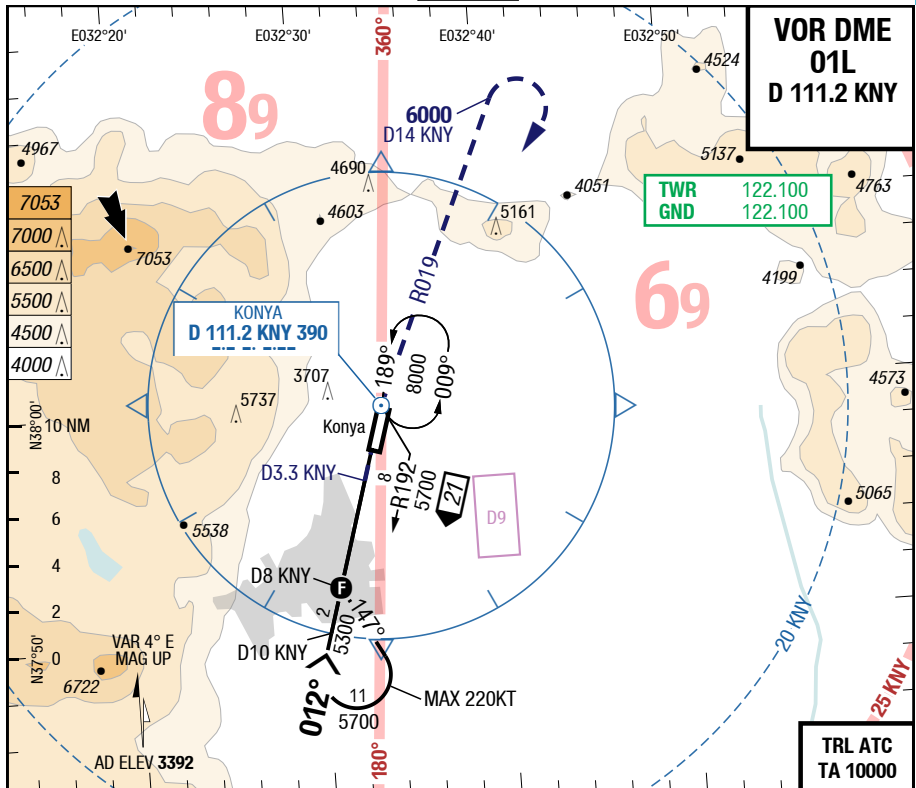 E032°20'
E032°30'
360°
E032°40'
E032°50'
VOR DME
01L
D 111.2 KNY
89
6000
D14 KNY
4524
4967
4690
4603
5161
4051
5137
4763
TWR 122.100
GND 122.100
7053
7000
6500
5500
4500
4000
7053
R019
4199
69
KONYA
D 111.2 KNY 390
189°
8000
009°
3707
5737
4573
N38°00'
10 NM
Konya
D3.3 KNY
8
R192
5700
21
D9
8
5065
5538
6
4
D8 KNY
F
147°
2
5300
2
20 KNY
VAR 4° E
MAG UP
D10 KNY
N37°50'
0
6722
012°
11
5700
MAX 220KT
25 KNY
AD ELEV 3392
180°
TRL ATC
TA 10000